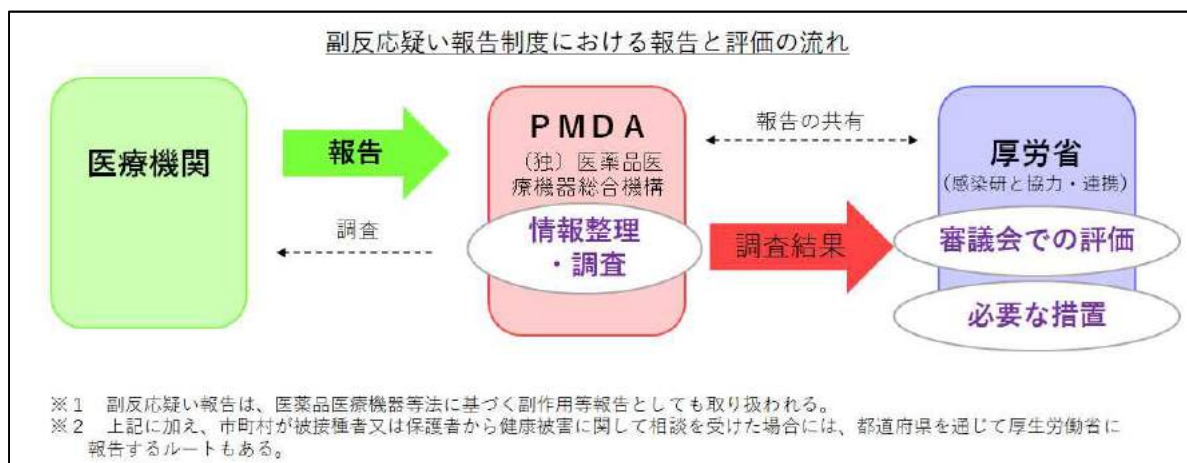 副反応疑い報告制度における報告と評価の流れ
医療機関
報告
調査
PMDA
（独）医薬品医
療機器総合機構
情報整理
・調査
報告の共有
調査結果
厚労省
（感染研と協力・連携）
審議会での評価
必要な措置
※１　副反応疑い報告は、医薬品医療機器等法に基づく副作用等報告としても取り扱われる。
※２　上記に加え、市町村が被接種者又は保護者から健康被害に関して相談を受けた場合には、都道府県を通じて厚生労働省に
報告するルートもある。